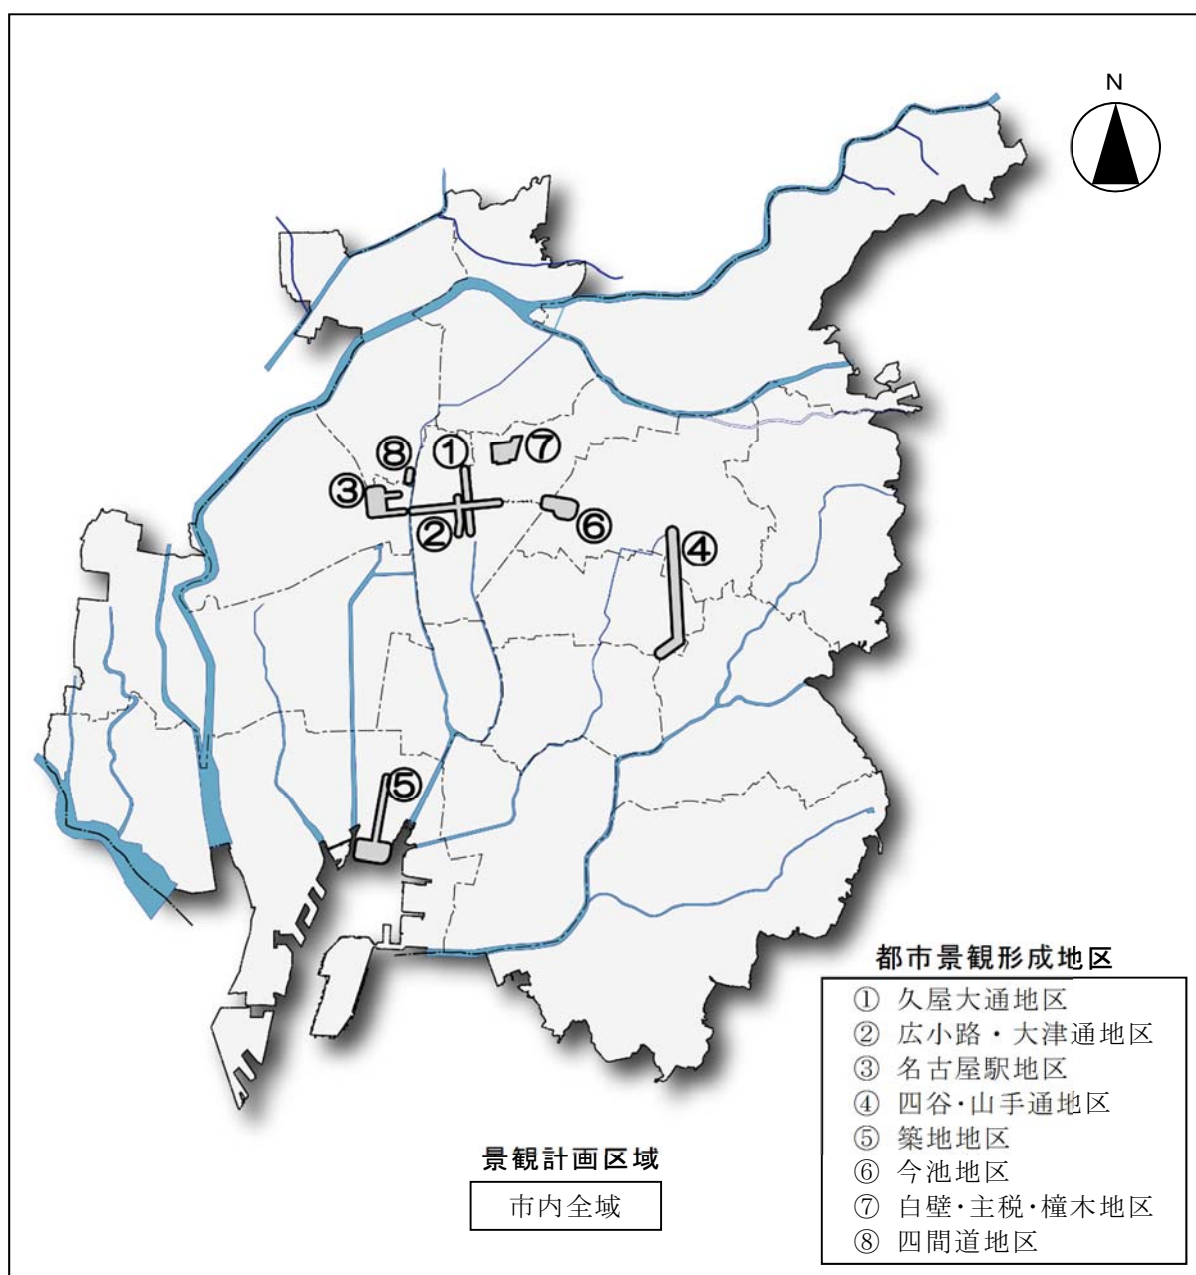 N
⑧
①
⑦
③
②
⑥
④
⑤
都市景観形成地区
① 久屋大通地区
② 広小路・大津通地区
③ 名古屋駅地区
④ 四谷・山手通地区
⑤ 築地地区
⑥ 今池地区
⑦ 白壁・主税・橦木地区
⑧ 四間道地区
景観計画区域
市内全域